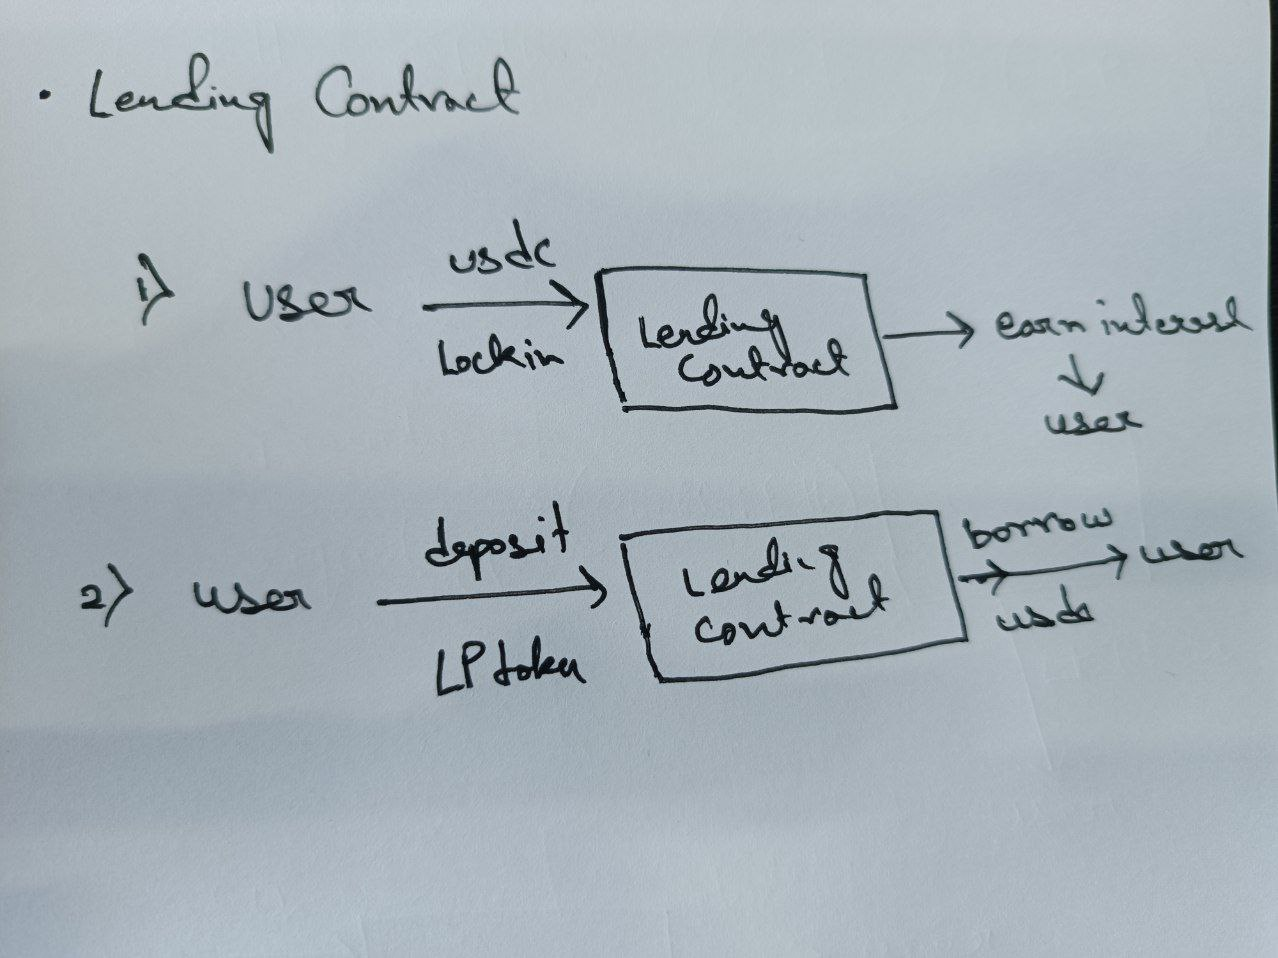 • Lending Contract
1) User
usdc
Lockin
Lending
Contract
earn interest
user
2) user
deposit
LP token
Lending
contract
borrow
usdc
user